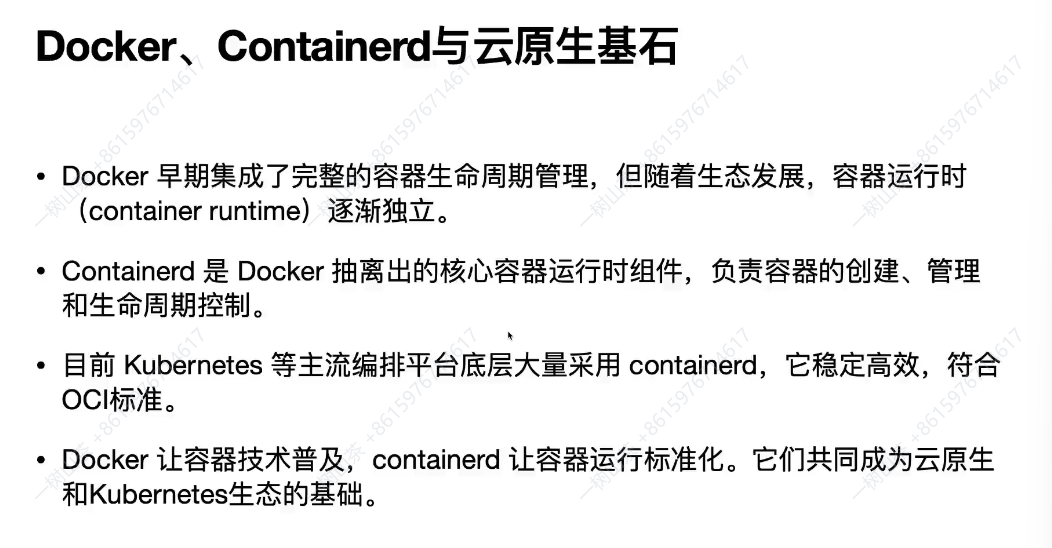 Docker、Containerd与云原生基石
• Docker 早期集成了完整的容器生命周期管理，但随着生态发展，容器运行时
（container runtime）逐渐独立。
• Containerd 是 Docker 抽离出的核心容器运行时组件，负责容器的创建、管理
和生命周期控制。
• 目前 Kubernetes 等主流编排平台底层大量采用 containerd，它稳定高效，符合
OCI标准。
• Docker 让容器技术普及，containerd 让容器运行标准化。它们共同成为云原生
和Kubernetes生态的基础。